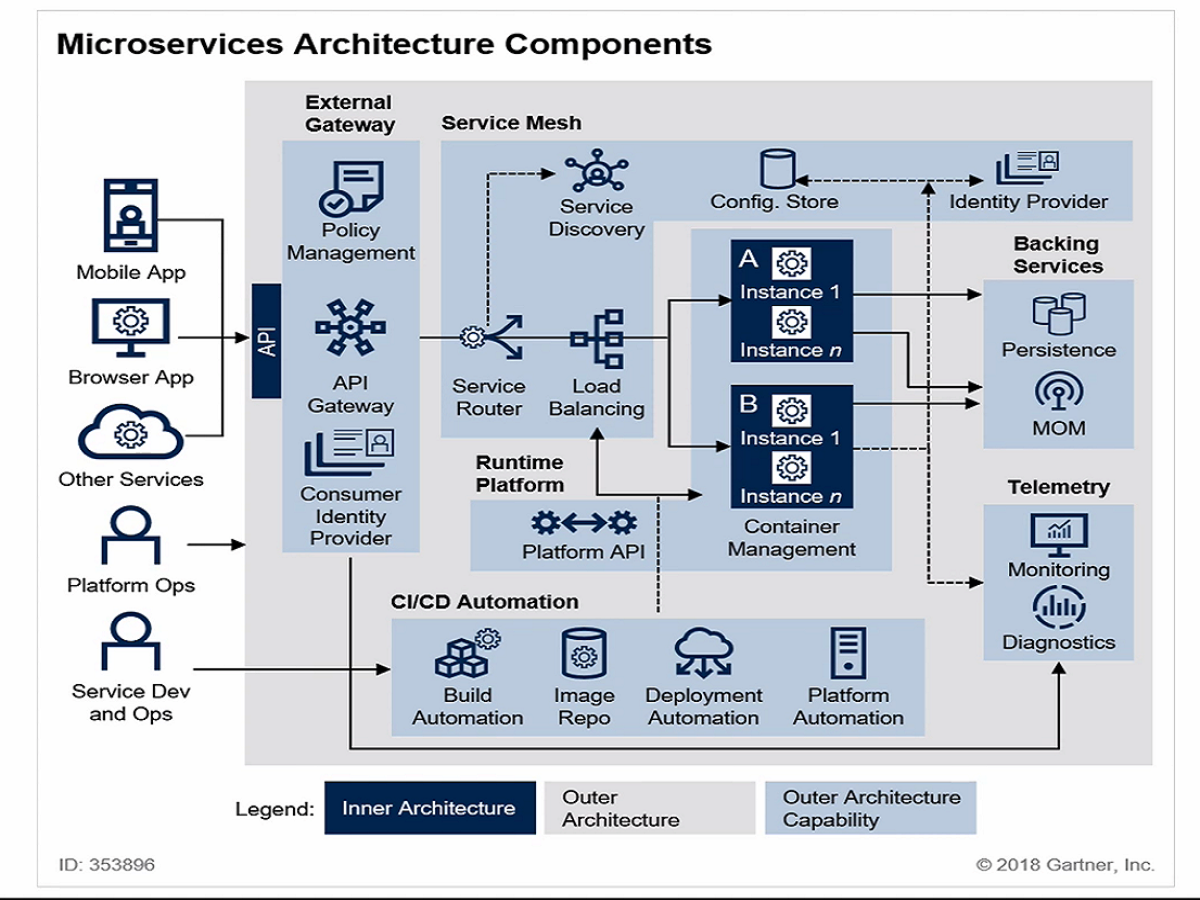 Microservices Architecture Components
External
Gateway
Service Mesh
Policy
Management
Service
Discovery
Config. Store
Identity Provider
Mobile App
Browser App
Other Services
Platform Ops
Service Dev
and Ops
API
API
Gateway
Consumer
Identity
Provider
Service
Router
Load
Balancing
A
Instance 1
Instance n
B
Instance 1
Instance n
Container
Management
Backing
Services
Persistence
MOM
Runtime
Platform
Platform API
Telemetry
Monitoring
Diagnostics
CI/CD Automation
Build
Automation
Image
Repo
Deployment
Automation
Platform
Automation
Legend:
Inner Architecture
Outer
Architecture
Outer Architecture
Capability
ID: 353896
© 2018 Gartner, Inc.